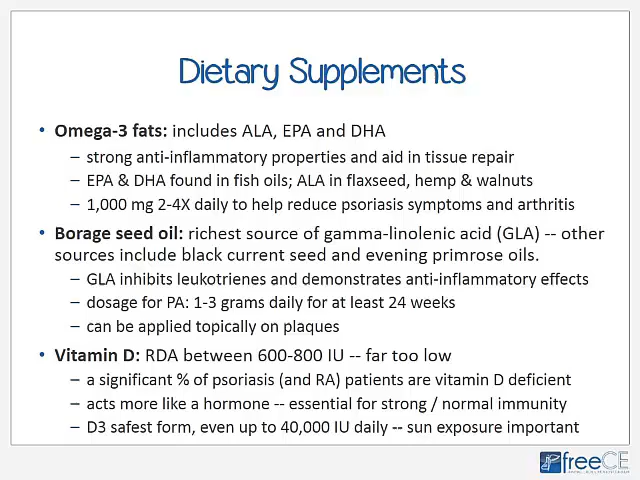 Dietary Supplements
• Omega-3 fats: includes ALA, EPA and DHA
– strong anti-inflammatory properties and aid in tissue repair
– EPA & DHA found in fish oils; ALA in flaxseed, hemp & walnuts
– 1,000 mg 2-4X daily to help reduce psoriasis symptoms and arthritis
• Borage seed oil: richest source of gamma-linolenic acid (GLA) -- other
sources include black current seed and evening primrose oils.
– GLA inhibits leukotrienes and demonstrates anti-inflammatory effects
– dosage for PA: 1-3 grams daily for at least 24 weeks
– can be applied topically on plaques
• Vitamin D: RDA between 600-800 IU -- far too low
– a significant % of psoriasis (and RA) patients are vitamin D deficient
– acts more like a hormone -- essential for strong / normal immunity
– D3 safest form, even up to 40,000 IU daily -- sun exposure important
freeCE